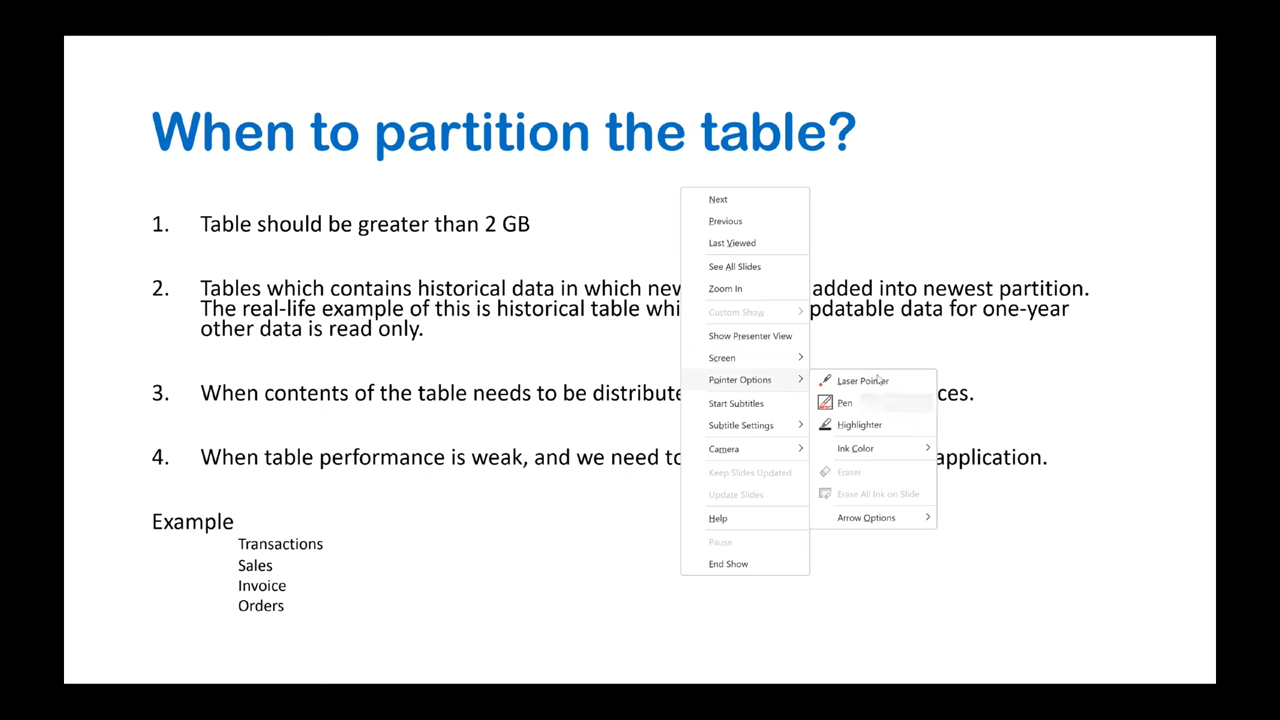 When to partition the table?
1. Table should be greater than 2 GB
2. Tables which contains historical data in which new added into newest partition.
The real-life example of this is historical table whi pdatable data for one-year
other data is read only.
3. When contents of the table needs to be distribute ces.
4. When table performance is weak, and we need to application.
Example
Transactions
Sales
Invoice
Orders
Next
Previous
Last Viewed
See All Slides
Zoom In
Custom Show
Show Presenter View
Screen
Pointer Options
Start Subtitles
Subtitle Settings
Camera
Keep Slides Updated
Update Slides
Help
Pause
End Show
Laser Pointer
Pen
Highlighter
Ink Color
Eraser
Erase All Ink on Slide
Arrow Options